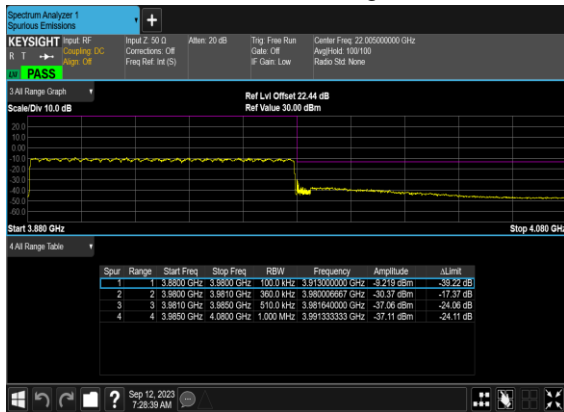 Spectrum Analyzer 1
Spurious Emissions
+
KEYSIGHT Input: RF Input Z: 50 Ω Atten: 20 dB Trig: Free Run Center Freq: 22.005000000 GHz
R T Coupling: DC Corrections: Off Gate: Off Avg|Hold: 100/100
Align: Off Freq Ref: Int (S) IF Gain: Low Radio Std: None
PASS
3 All Range Graph
Ref Lvl Offset 22.44 dB
Scale/Div 10.0 dB Ref Value 30.00 dBm
20.0
10.0
0.00
-10.0
-20.0
-30.0
-40.0
-50.0
-60.0
Start 3.880 GHz Stop 4.080 GHz
4 All Range Table
Spur Range Start Freq Stop Freq RBW Frequency Amplitude ΔLimit
1 1 3.8800 GHz 3.9800 GHz 100.0 kHz 3.913000000 GHz -9.219 dBm -39.22 dB
2 2 3.9800 GHz 3.9810 GHz 360.0 kHz 3.980006667 GHz -30.37 dBm -17.37 dB
3 3 3.9810 GHz 3.9850 GHz 510.0 kHz 3.981640000 GHz -37.06 dBm -24.06 dB
4 4 3.9850 GHz 4.0800 GHz 1.000 MHz 3.991333333 GHz -37.11 dBm -24.11 dB
?
Sep 12, 2023
7:28:39 AM